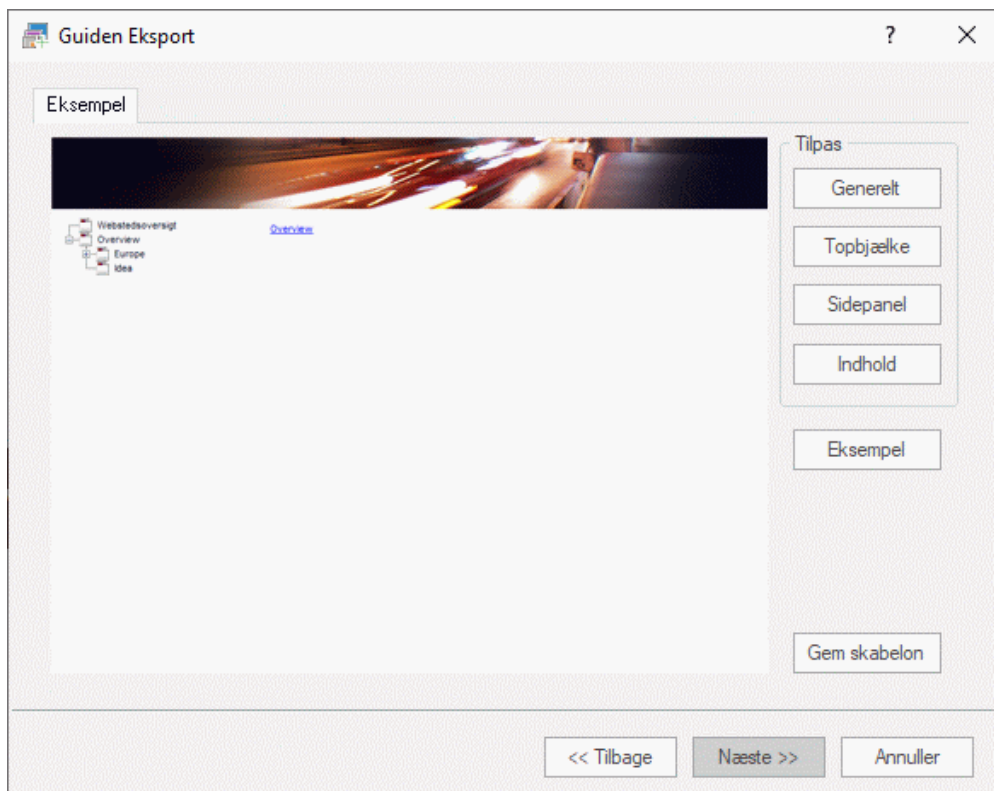 Guiden Eksport
?
Eksempel
Tilpas
Generelt
Topbjælke
Sidepanel
Indhold
Webstedsoversigt
Overview
Europe
Idea
Overview
Eksempel
Gem skabelon
<< Tilbage
Næste >>
Annuller